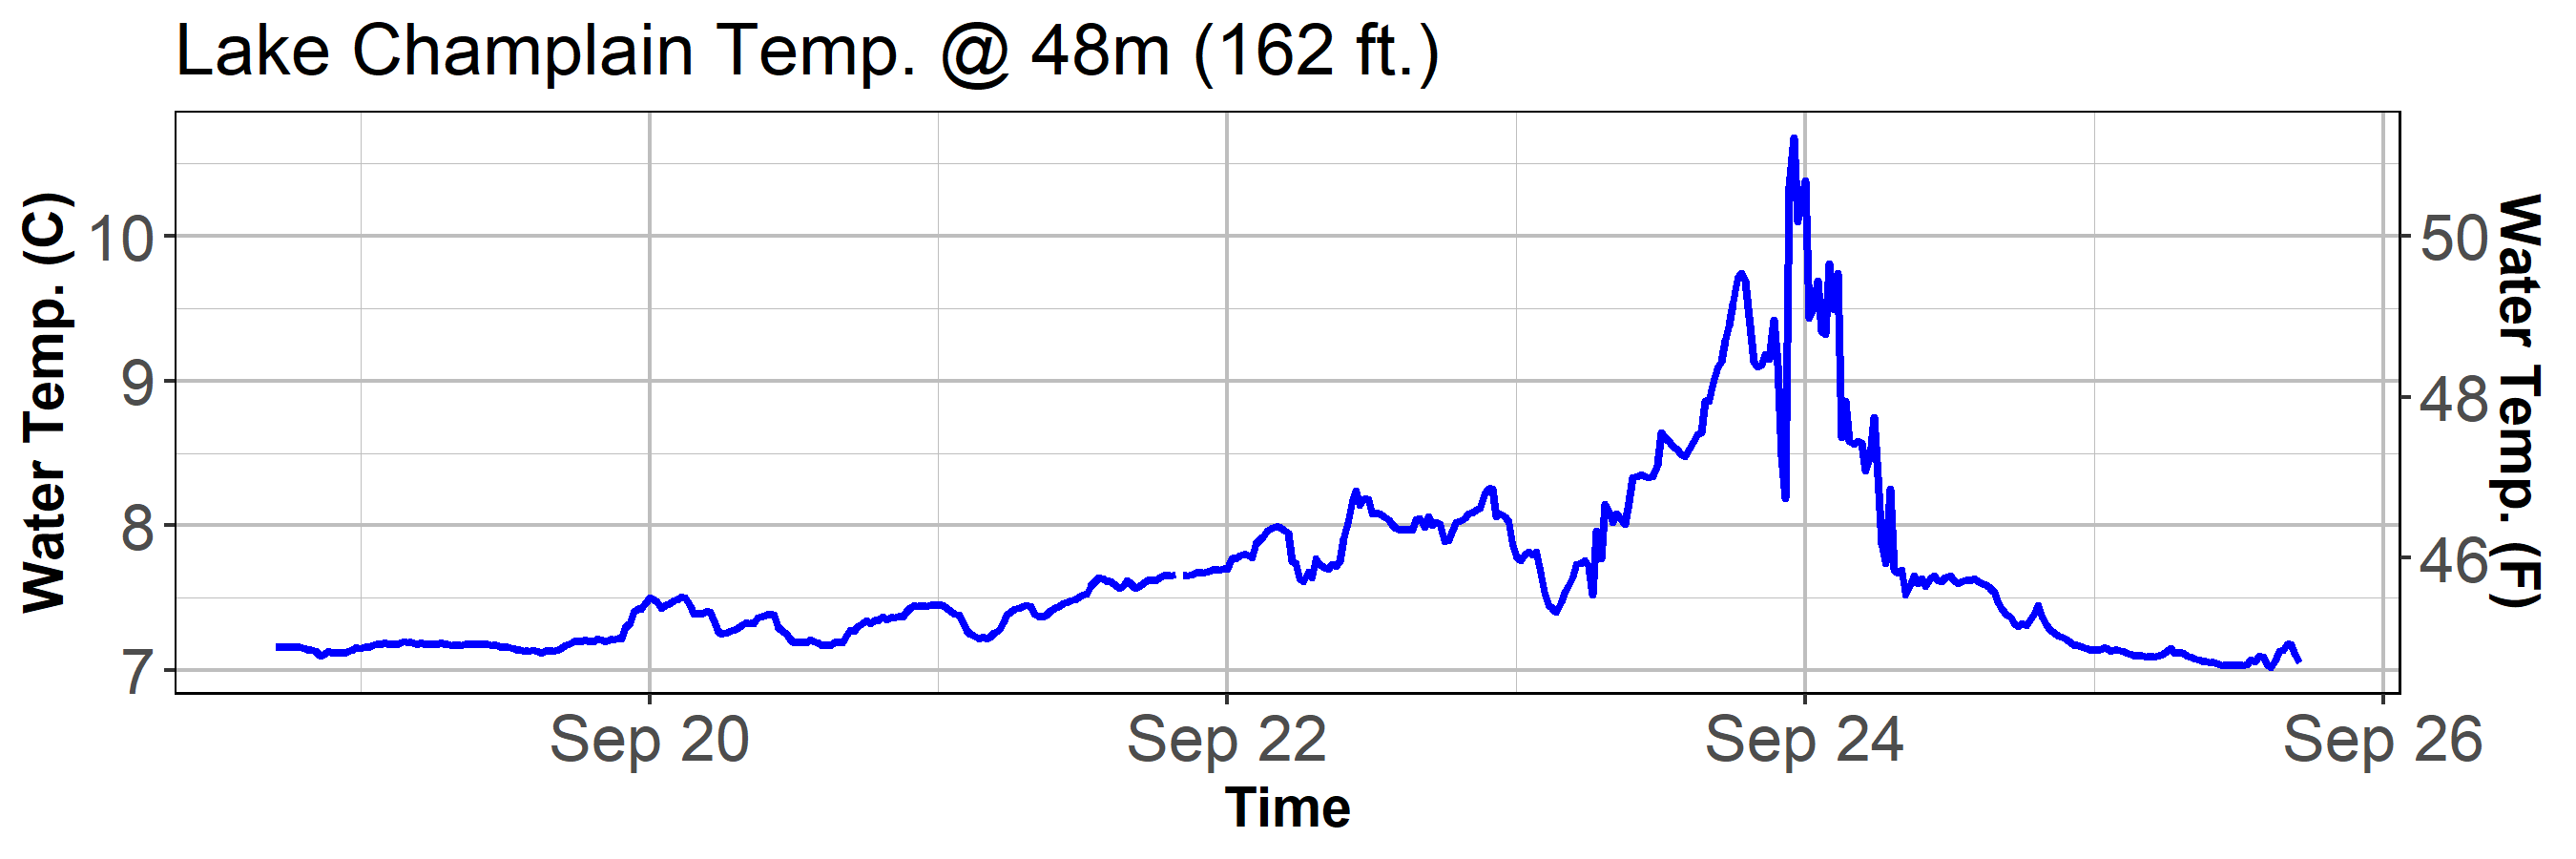 Lake Champlain Temp. @ 48m (162 ft.)
Water Temp. (C)
10
9
8
7
50
48
46
Water Temp. (F)
Sep 20
Sep 22
Sep 24
Sep 26
Time